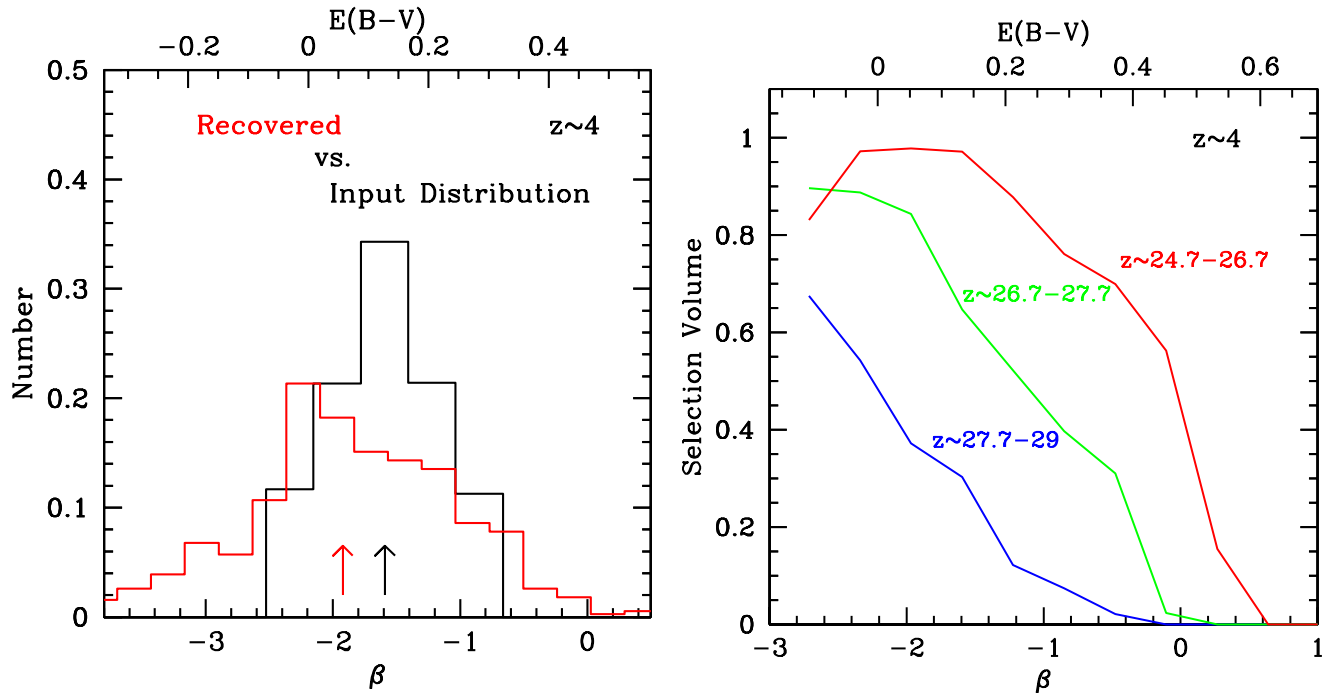 E(B−V)
−0.2 0 0.2 0.4
0.5
0.4
0.3
0.2
0.1
0
Number
Recovered
z~4
vs.
Input Distribution
−3 −2 −1 0
β
E(B−V)
0 0.2 0.4 0.6
1
0.8
0.6
0.4
0.2
0
Selection Volume
z~4
z~24.7−26.7
z~26.7−27.7
z~27.7−29
−3 −2 −1 0 1
β